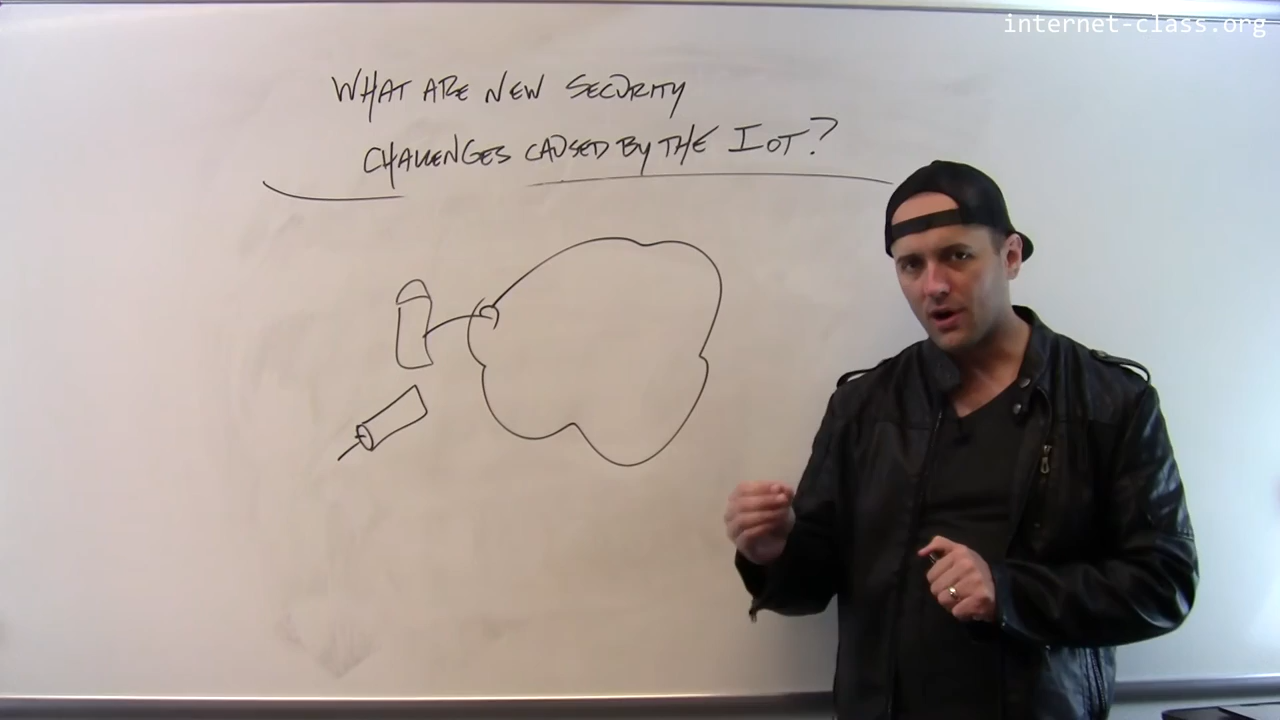 internet-class.org
WHAT ARE NEW SECURITY
CHALLENGES CAUSED BY THE IOT?